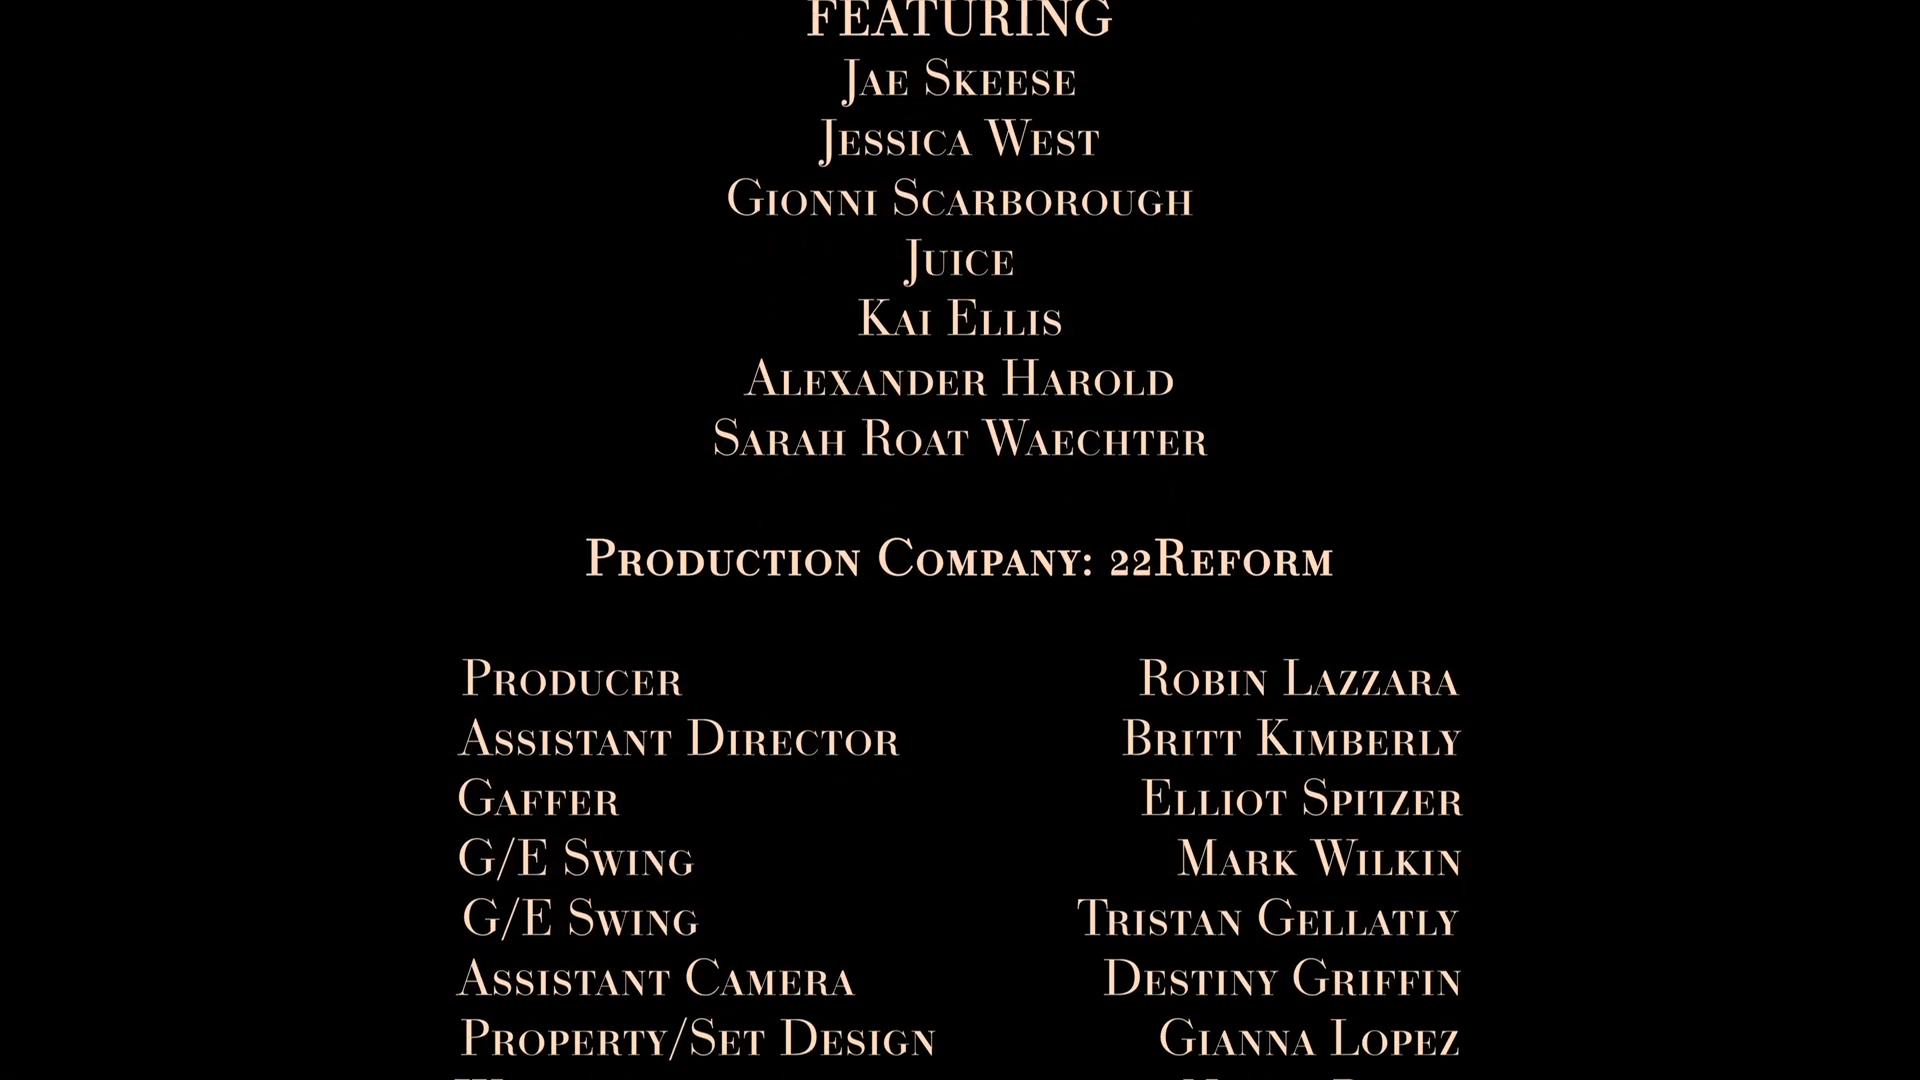 FEATURING
Jae Skeese
Jessica West
Gionni Scarborough
Juice
Kai Ellis
Alexander Harold
Sarah Roat Waechter
Production Company: 22Reform
Producer Robin Lazzara
Assistant Director Britt Kimberly
Gaffer Elliot Spitzer
G/E Swing Mark Wilkin
G/E Swing Tristan Gellatly
Assistant Camera Destiny Griffin
Property/Set Design Gianna Lopez